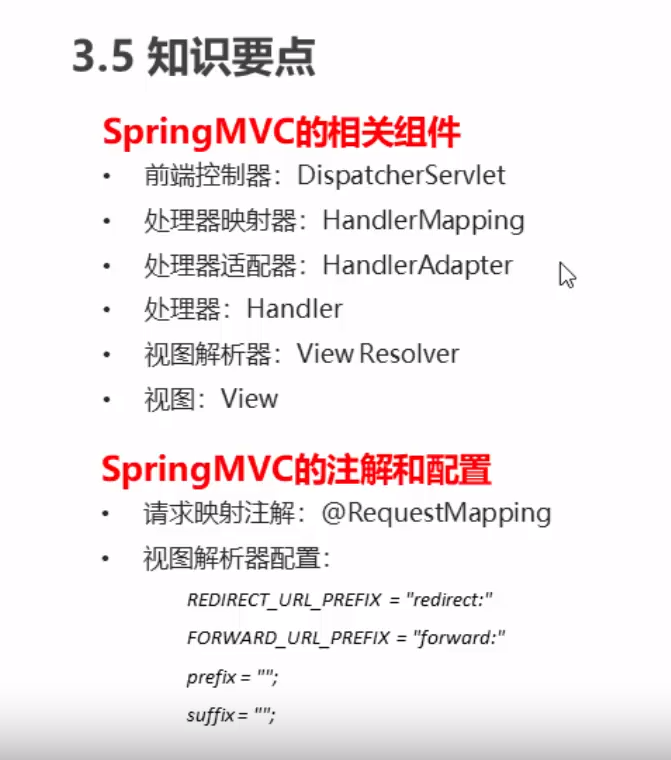 3.5 知识要点
SpringMVC的相关组件
• 前端控制器：DispatcherServlet
• 处理器映射器：HandlerMapping
• 处理器适配器：HandlerAdapter
• 处理器：Handler
• 视图解析器：View Resolver
• 视图：View
SpringMVC的注解和配置
• 请求映射注解：@RequestMapping
• 视图解析器配置：
REDIRECT_URL_PREFIX = "redirect:"
FORWARD_URL_PREFIX = "forward:"
prefix = "";
suffix = "";